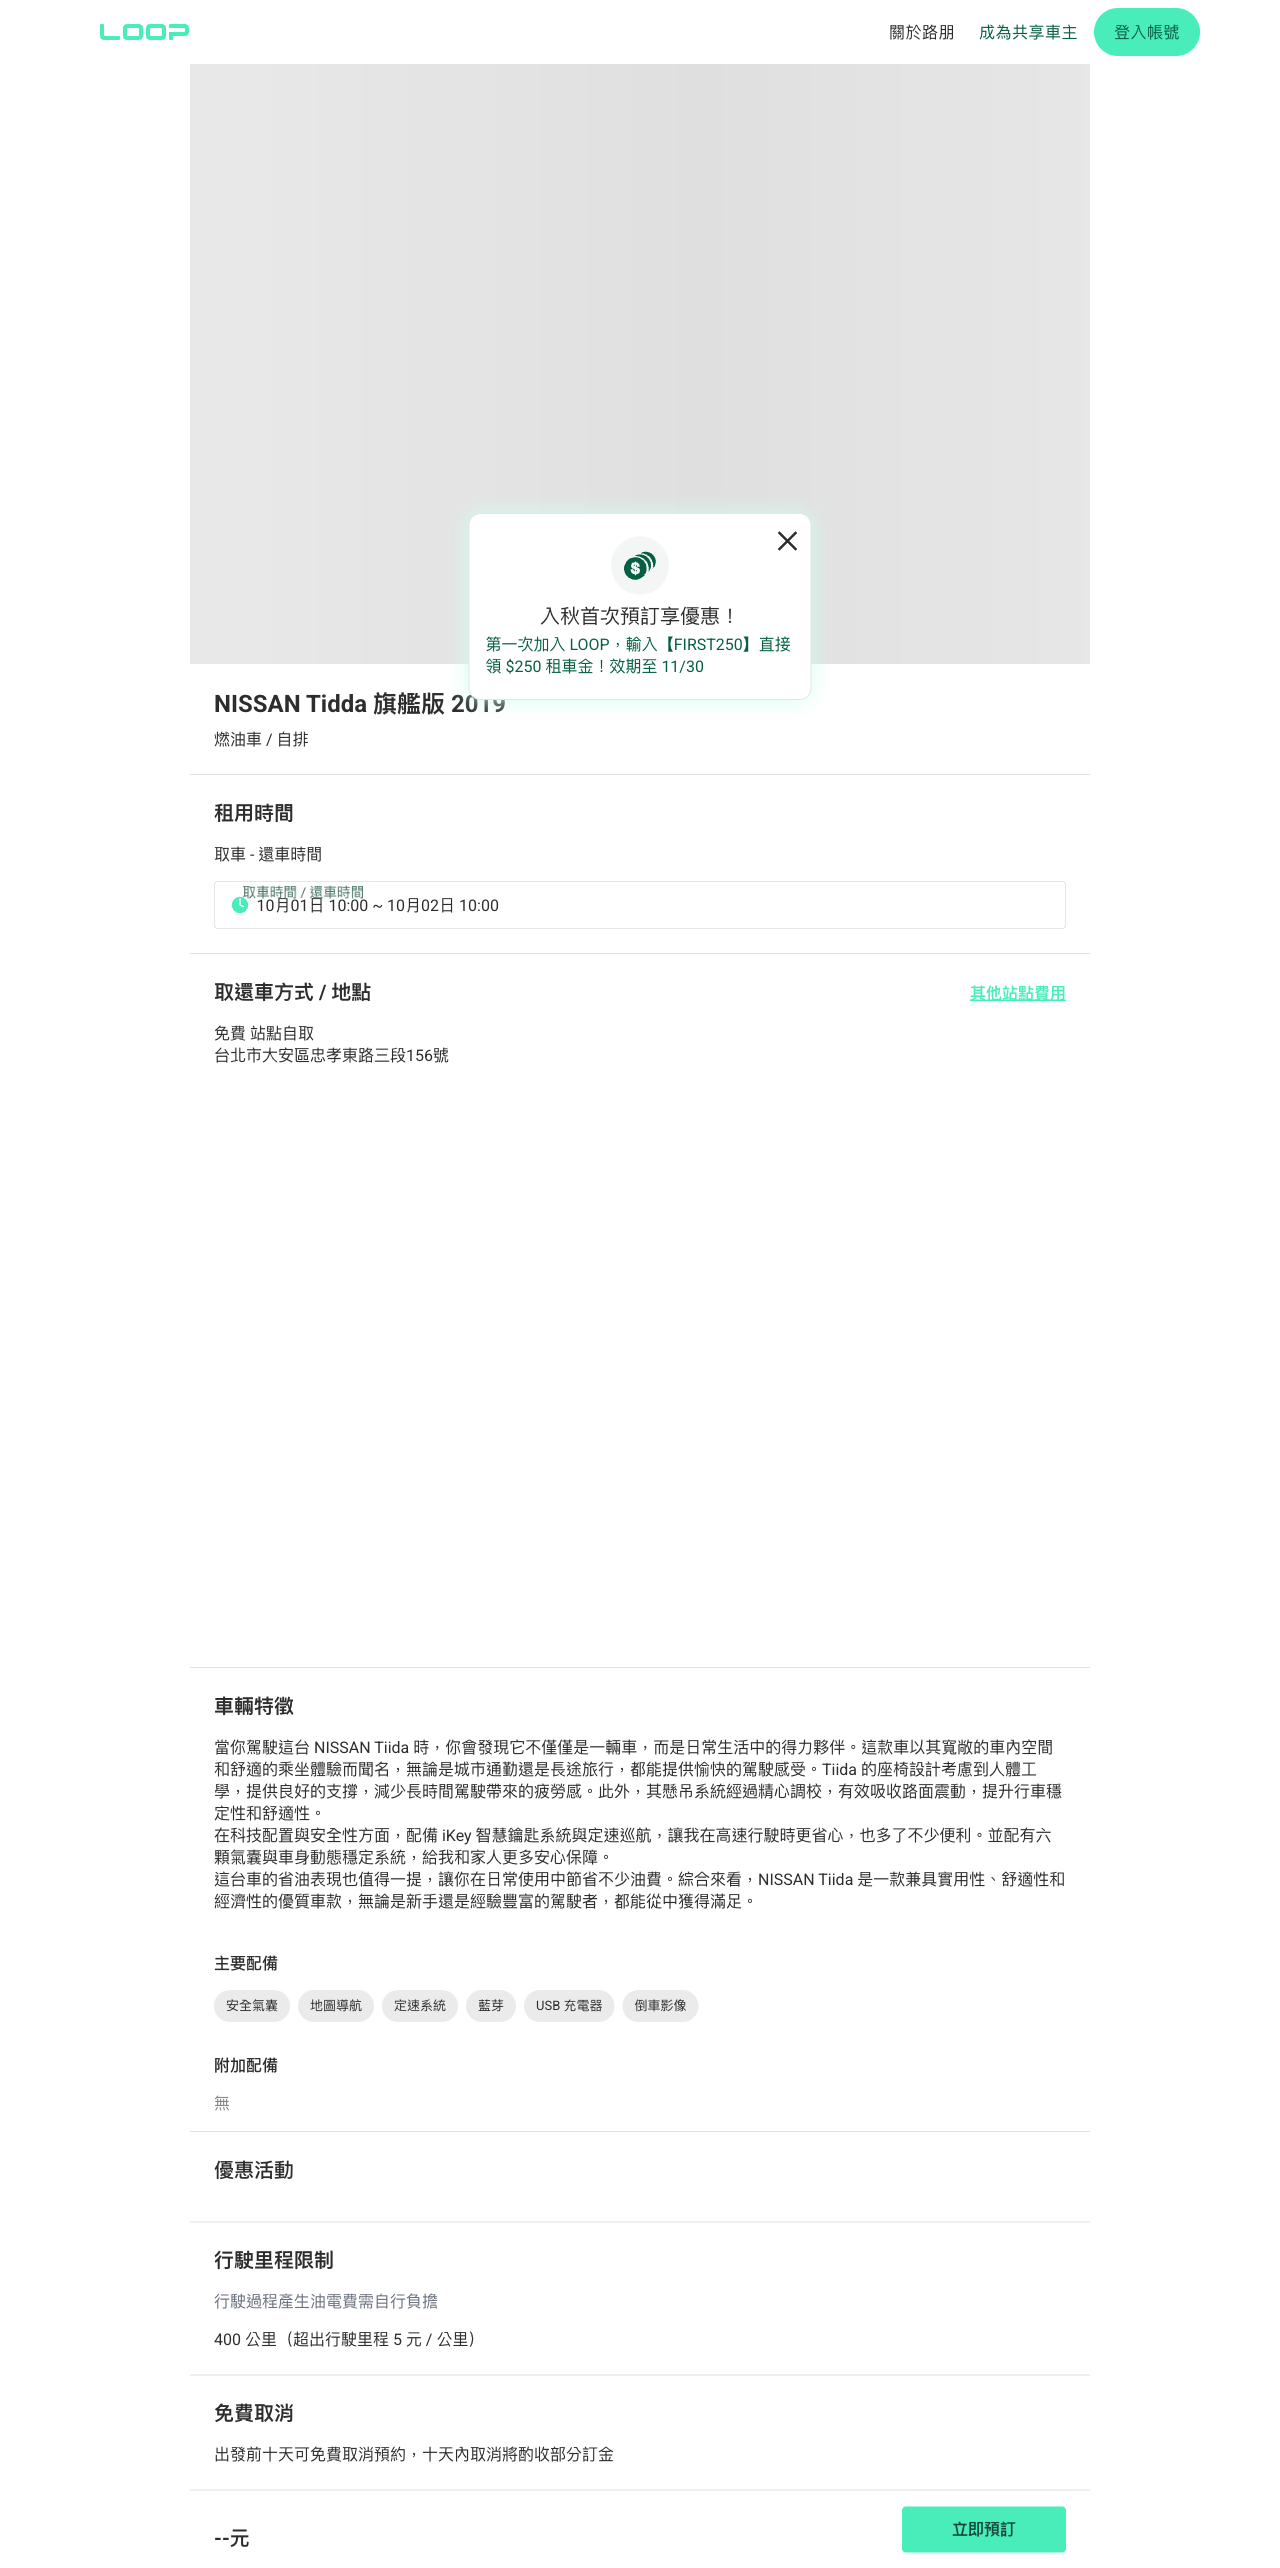 LOOP
關於路朋
成為共享車主
登入帳號
入秋首次預訂享優惠！
第一次加入 LOOP，輸入【FIRST250】直接
領 $250 租車金！效期至 11/30
NISSAN Tidda 旗艦版 2019
燃油車 / 自排
租用時間
取車 - 還車時間
取車時間 / 還車時間
10月01日 10:00 ~ 10月02日 10:00
取還車方式 / 地點
其他站點費用
免費 站點自取
台北市大安區忠孝東路三段156號
車輛特徵
當你駕駛這台 NISSAN Tiida 時，你會發現它不僅僅是一輛車，而是日常生活中的得力夥伴。這款車以其寬敞的車內空間
和舒適的乘坐體驗而聞名，無論是城市通勤還是長途旅行，都能提供愉快的駕駛感受。Tiida 的座椅設計考慮到人體工
學，提供良好的支撐，減少長時間駕駛帶來的疲勞感。此外，其懸吊系統經過精心調校，有效吸收路面震動，提升行車穩
定性和舒適性。
在科技配置與安全性方面，配備 iKey 智慧鑰匙系統與定速巡航，讓我在高速行駛時更省心，也多了不少便利。並配有六
顆氣囊與車身動態穩定系統，給我和家人更多安心保障。
這台車的省油表現也值得一提，讓你在日常使用中節省不少油費。綜合來看，NISSAN Tiida 是一款兼具實用性、舒適性和
經濟性的優質車款，無論是新手還是經驗豐富的駕駛者，都能從中獲得滿足。
主要配備
安全氣囊
地圖導航
定速系統
藍芽
USB 充電器
倒車影像
附加配備
無
優惠活動
行駛里程限制
行駛過程產生油電費需自行負擔
400 公里（超出行駛里程 5 元 / 公里）
免費取消
出發前十天可免費取消預約，十天內取消將酌收部分訂金
--元
立即預訂